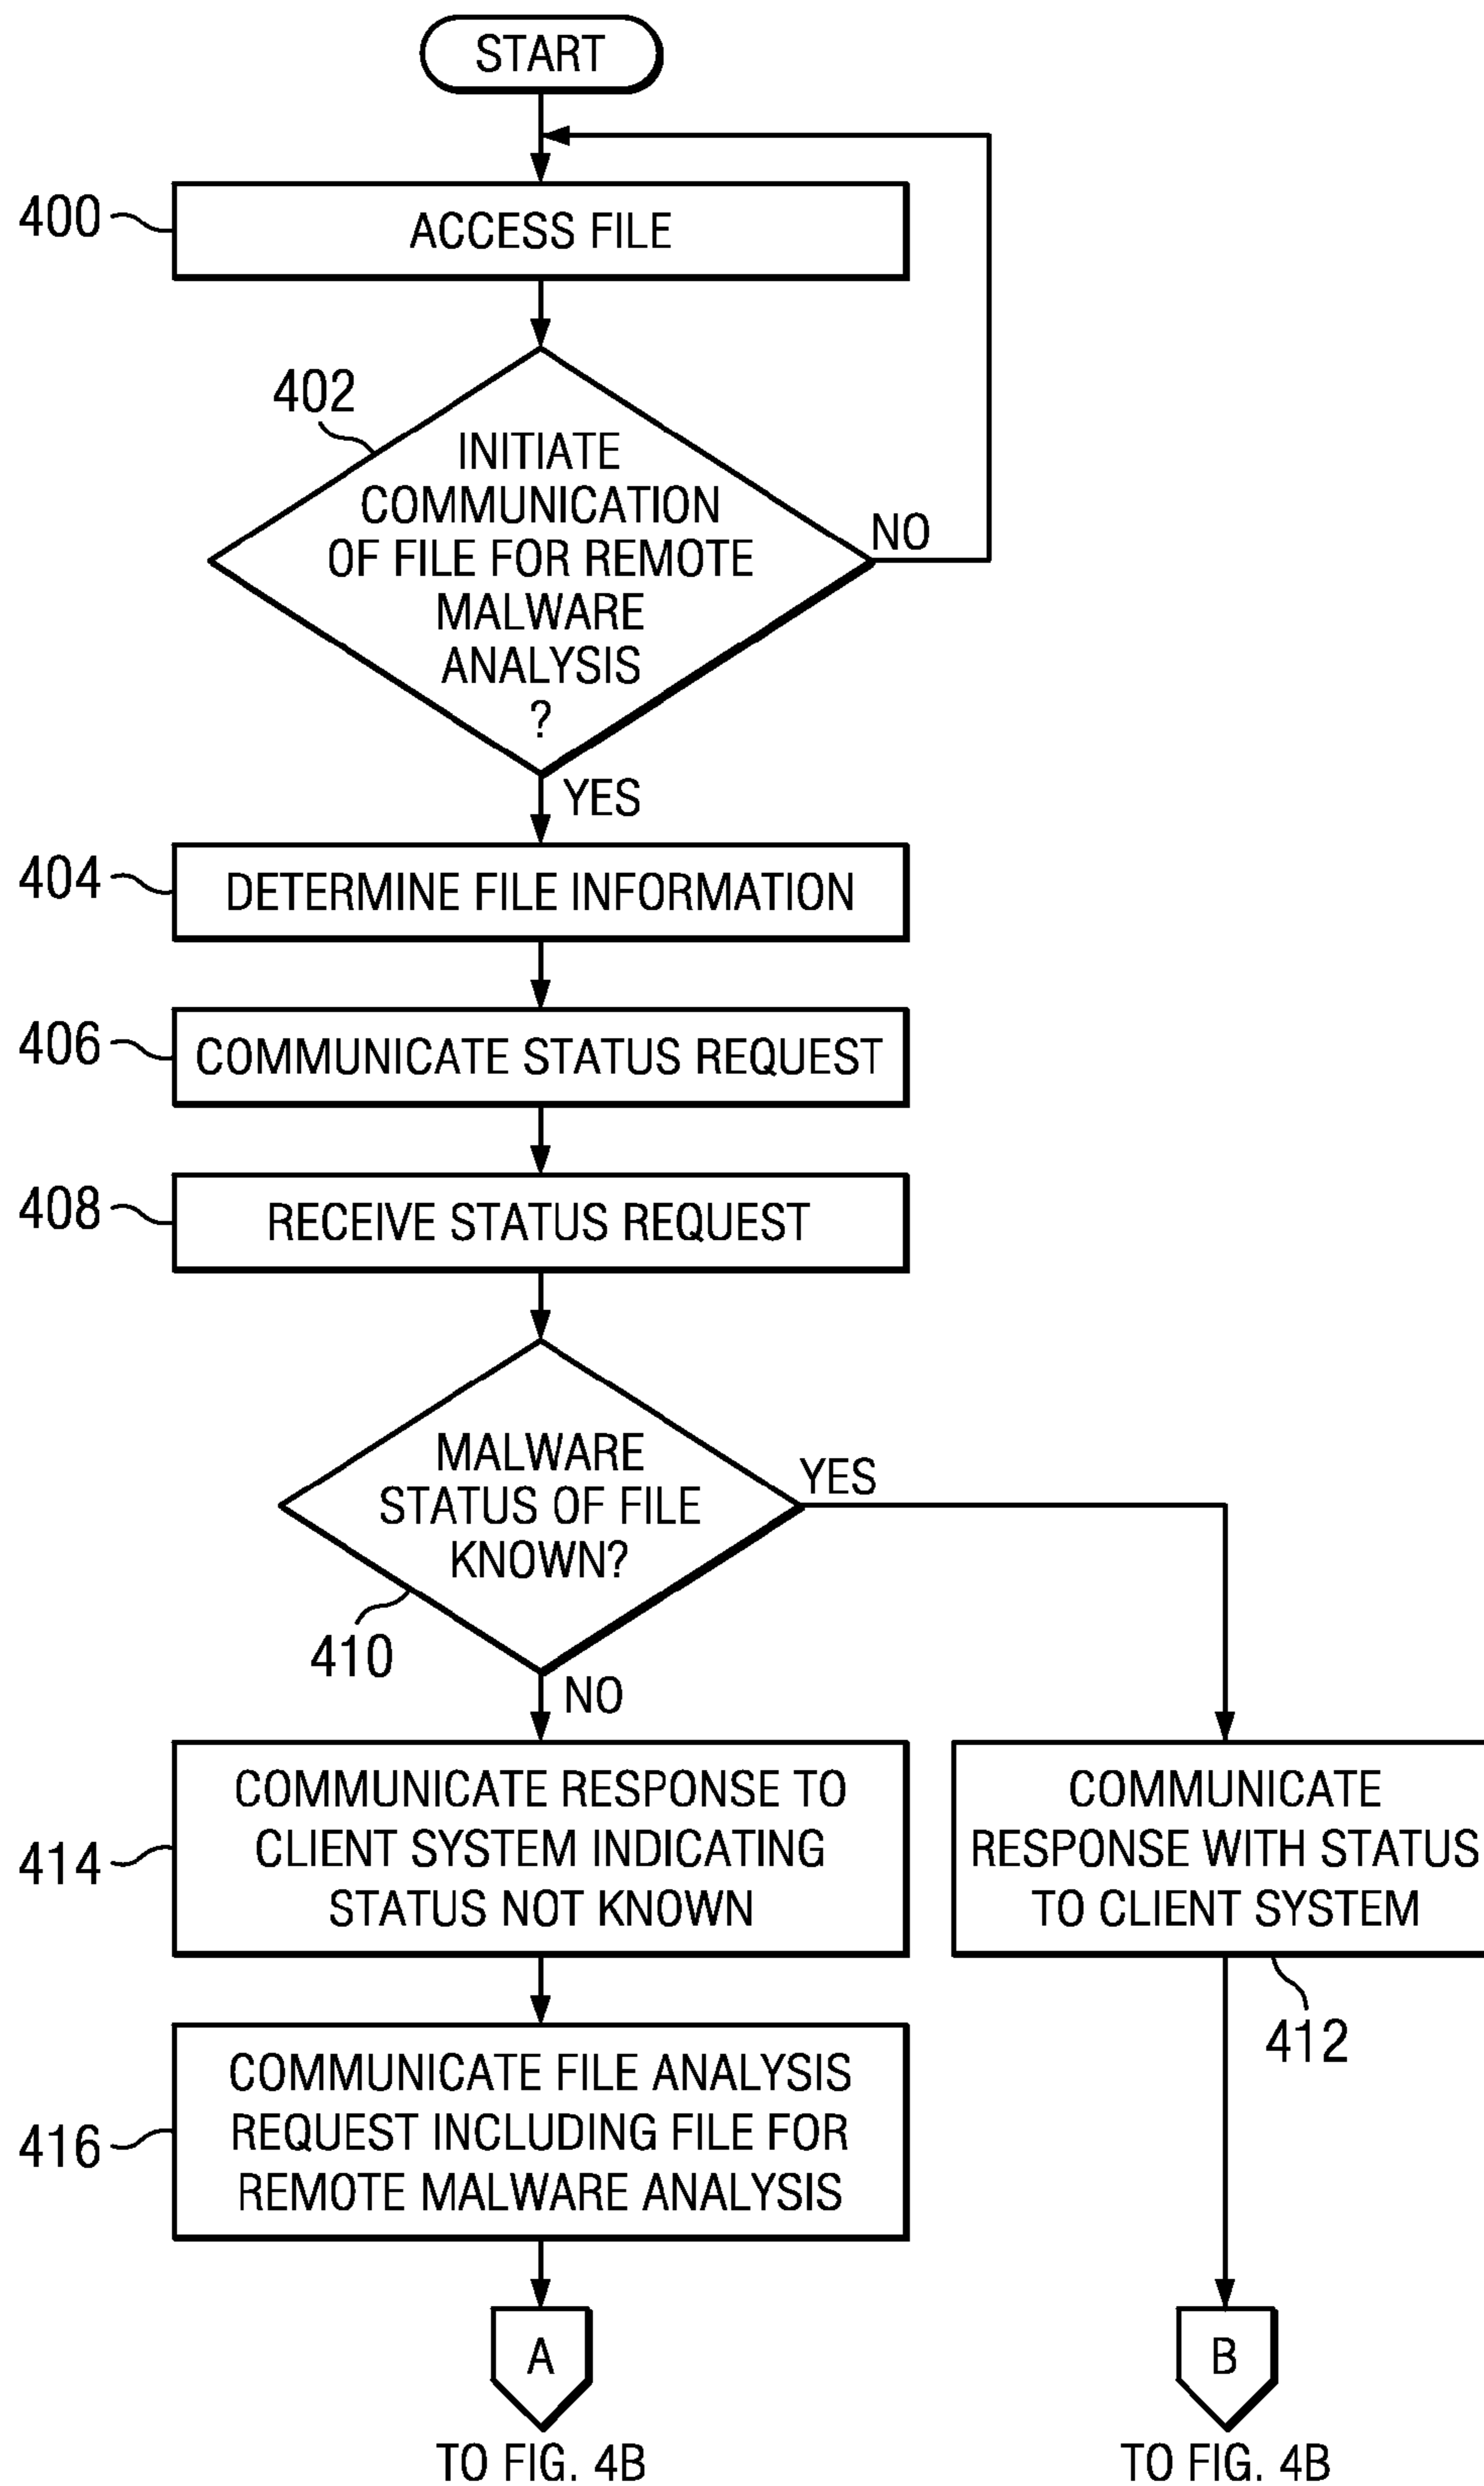 START
400
ACCESS FILE
402
INITIATE
COMMUNICATION
OF FILE FOR REMOTE
MALWARE
ANALYSIS
?
NO
YES
404
DETERMINE FILE INFORMATION
406
COMMUNICATE STATUS REQUEST
408
RECEIVE STATUS REQUEST
MALWARE
STATUS OF FILE
KNOWN?
YES
410
NO
414
COMMUNICATE RESPONSE TO
CLIENT SYSTEM INDICATING
STATUS NOT KNOWN
COMMUNICATE
RESPONSE WITH STATUS
TO CLIENT SYSTEM
412
416
COMMUNICATE FILE ANALYSIS
REQUEST INCLUDING FILE FOR
REMOTE MALWARE ANALYSIS
A
TO FIG. 4B
B
TO FIG. 4B